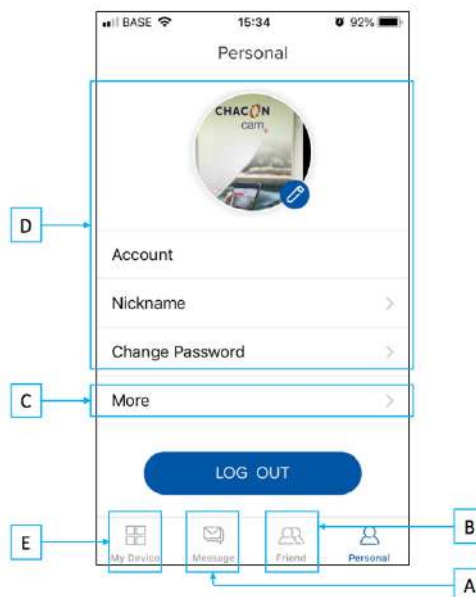 BASE 15:34 92%
Personal
CHACON
cam
Account
D
Nickname
Change Password
C
More
LOG OUT
E
My Device Message Friend Personal
B
A